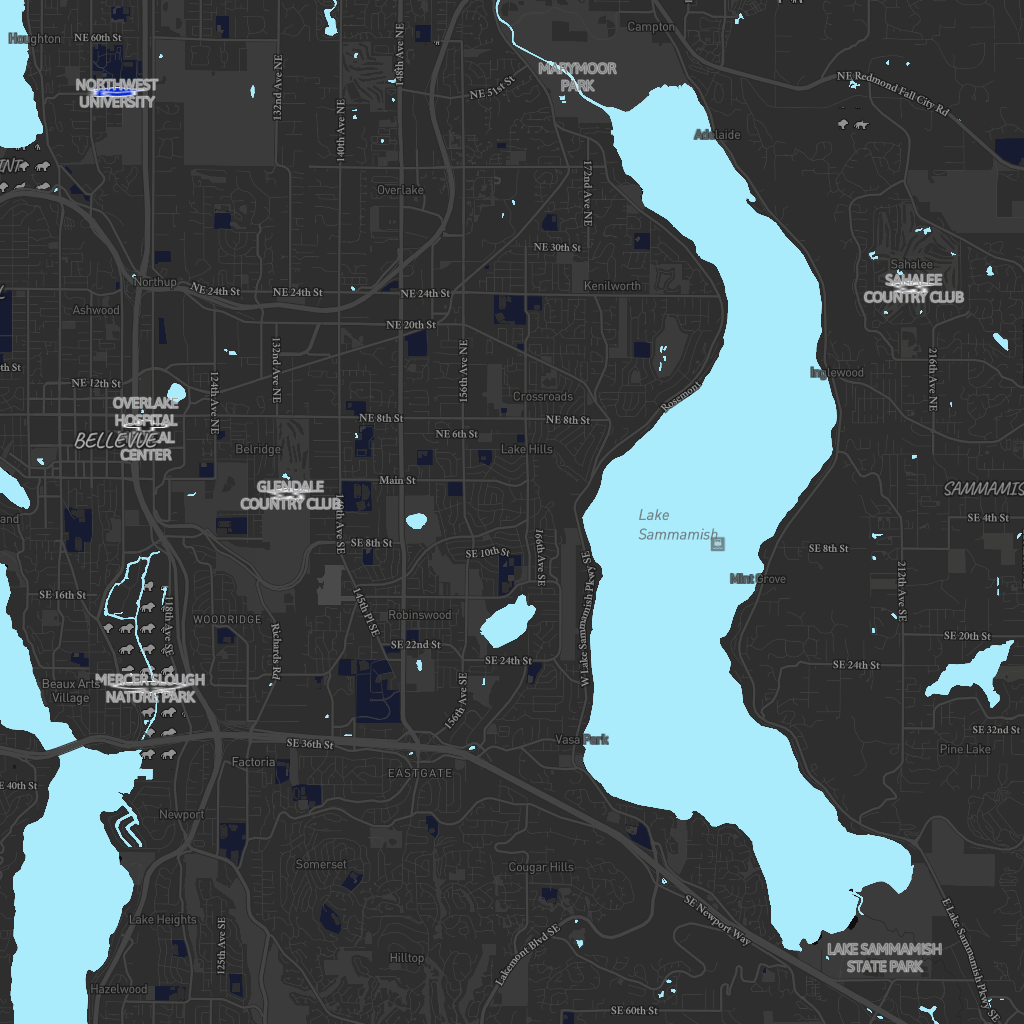 Houghton
NE 60th St
148th Ave NE
Campton
NORTHWEST
UNIVERSITY
132nd Ave NE
NE 51st St
MARYMOOR
PARK
NE Redmond Fall City Rd
140th Ave NE
Adelaide
172nd Ave NE
Overlake
NE 30th St
Northup
NE 24th St
NE 24th St
NE 24th St
Kenilworth
Sahalee
SAHALEE
COUNTRY CLUB
Ashwood
NE 20th St
132nd Ave NE
156th Ave NE
216th Ave NE
NE 12th St
124th Ave NE
Inglewood
Rosemont
Crossroads
OVERLAKE
HOSPITAL
CENTER
BELLEVUE
NE 8th St
NE 8th St
NE 6th St
Belridge
Lake Hills
GLENDALE
COUNTRY CLUB
Main St
SAMMAMIS
Lake
Sammamish
SE 4th St
SE 8th St
SE 10th St
166th Ave SE
SE 8th St
Mint Grove
212th Ave SE
SE 16th St
118th Ave SE
WOODRIDGE
145th Pl SE
Robinswood
W Lake Sammamish Pkwy SE
Richards Rd
SE 22nd St
SE 24th St
SE 20th St
SE 24th St
Beaux Arts
Village
MERCER SLOUGH
NATURE PARK
156th Ave SE
SE 32nd St
SE 36th St
Vasa Park
Pine Lake
Factoria
EASTGATE
SE 40th St
Newport
Somerset
Cougar Hills
SE Newport Way
Lake Heights
125th Ave SE
Hilltop
Lakemont Blvd SE
E Lake Sammamish Pkwy SE
LAKE SAMMAMISH
STATE PARK
Hazelwood
SE 60th St